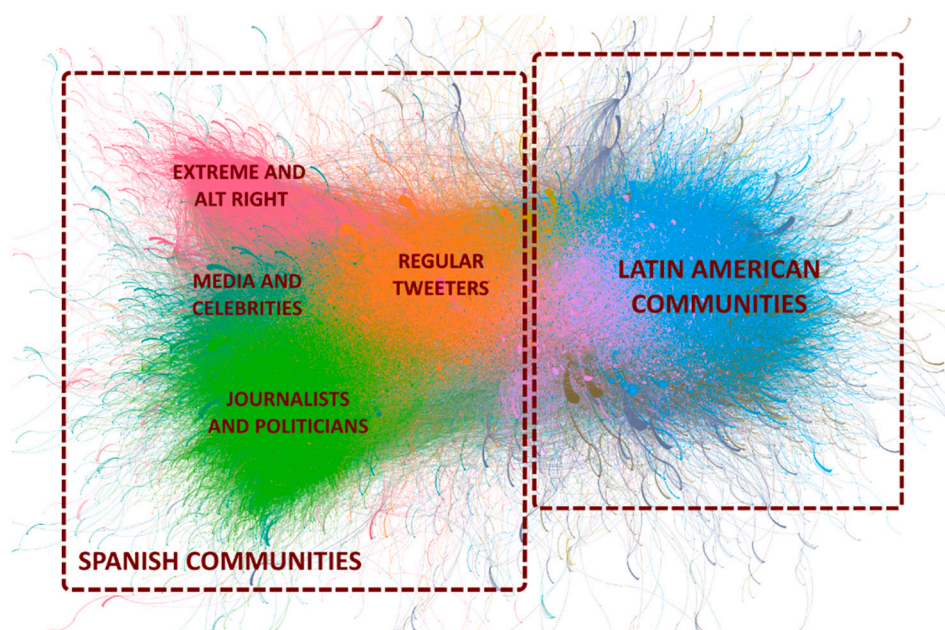 EXTREME AND
ALT RIGHT
MEDIA AND
CELEBRITIES
REGULAR
TWEETERS
LATIN AMERICAN
COMMUNITIES
JOURNALISTS
AND POLITICIANS
SPANISH COMMUNITIES